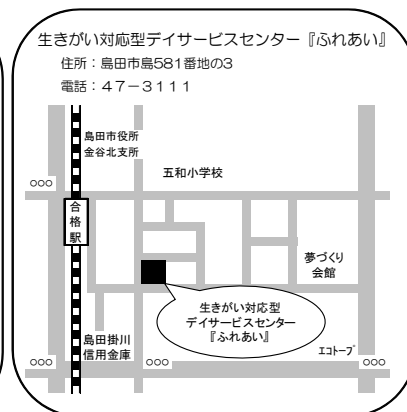 生きがい対応型デイサービスセンター『ふれあい』
住所：島田市島581番地の3
電話：４７－３１１１
島田市役所
金谷北支所
五和小学校
合格駅
夢づくり
会館
生きがい対応型
デイサービスセンター
『ふれあい』
島田掛川
信用金庫
エコトープ